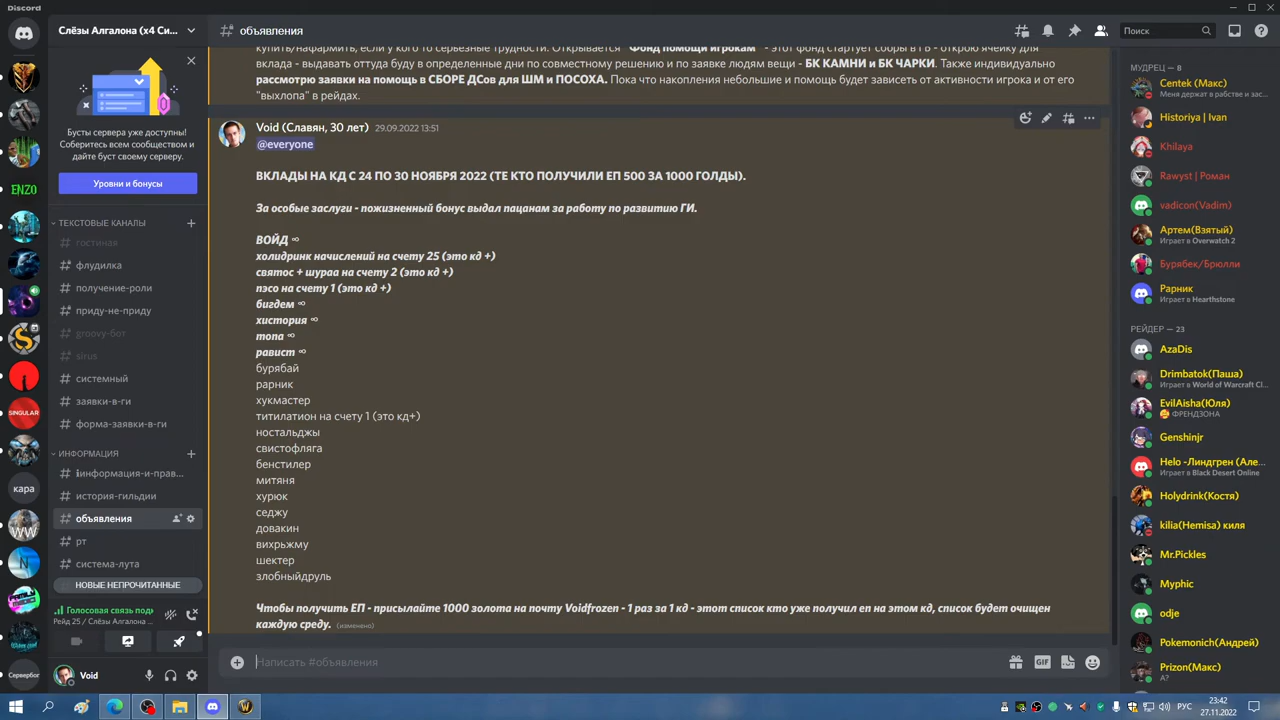 Discord
Слёзы Алгалона (x4 Си...
объявления
Поиск
Бусты сервера уже доступны!
Соберитесь всем сообществом и
дайте буст своему серверу.
Уровни и бонусы
ENZO
SINGULAR
кара
WW
N
Сервербог
ТЕКСТОВЫЕ КАНАЛЫ
гостиная
флудилка
получение-роли
приду-не-приду
groovy-бот
sirus
системный
заявки-в-ги
форма-заявки-в-ги
ИНФОРМАЦИЯ
информация-и-прав...
история-гильдии
объявления
рт
система-лута
НОВЫЕ НЕПРОЧИТАННЫЕ
Голосовая связь подк
Рейд 25 / Слёзы Алгалона ...
Void
купить/нафармить, если у кого то серьёзные трудности. Открывается "Фонд помощи игрокам" - этот фонд стартует сборы в ГБ - открою ячейку для
вклада - выдавать оттуда буду в определенные дни по совместному решению и по заявке людям вещи - БК КАМНИ и БК ЧАРКИ. Также индивидуально
рассмотрю заявки на помощь в СБОРЕ ДСов для ШМ и ПОСОХА. Пока что накопления небольшие и помощь будет зависеть от активности игрока и от его
"выхлопа" в рейдах.
Void (Славян, 30 лет) 29.09.2022 13:51
@everyone
ВКЛАДЫ НА КД С 24 ПО 30 НОЯБРЯ 2022 (ТЕ КТО ПОЛУЧИЛИ ЕП 500 ЗА 1000 ГОЛДЫ).
За особые заслуги - пожизненный бонус выдал пацанам за работу по развитию ГИ.
ВОЙД ∞
холидринк начислений на счету 25 (это кд +)
святос + шураа на счету 2 (это кд +)
пэсо на счету 1 (это кд +)
бигдем ∞
хистория ∞
топа ∞
равист ∞
бурябай
рарник
хукмастер
титилатион на счету 1 (это кд+)
ностальджы
свистофляга
бенстилер
митяня
хурюк
седжу
довакин
вихрьжму
шектер
злобныйдруль
Чтобы получить ЕП - присылайте 1000 золота на почту Voidfrozen - 1 раз за 1 кд - этот список кто уже получил еп на этом кд, список будет очищен
каждую среду. (изменено)
Написать #объявления
GIF
МУДРЕЦ — 8
Centek (Макс)
Меня держат в рабстве и зас...
Historiya | Ivan
Khilaya
Rawyst | Роман
vadicon(Vadim)
Артем(Взятый)
Играет в Overwatch 2
Бурябек/Брюлли
Рарник
Играет в Hearthstone
РЕЙДЕР — 23
AzaDis
Drimbatok(Паша)
Играет в World of Warcraft Cl...
EvilAisha(Юля)
ФРЕНДЗОНА
Genshinjr
Helo -Линдгрен (Але...
Играет в Black Desert Online
Holydrink(Костя)
kilia(Hemisa) киля
Mr.Pickles
Myphic
odje
Pokemonich(Андрей)
Prizon(Макс)
А?
РУС
23:42
27.11.2022